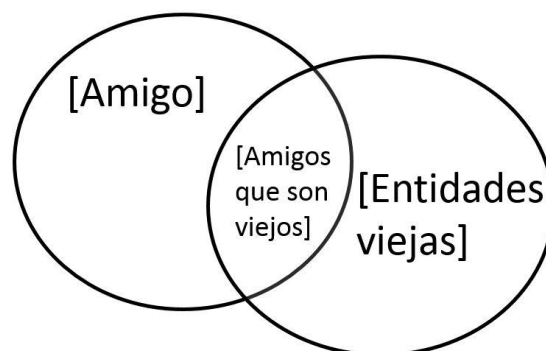 [Amigo]
[Amigos
que son
viejos]
[Entidades
viejas]